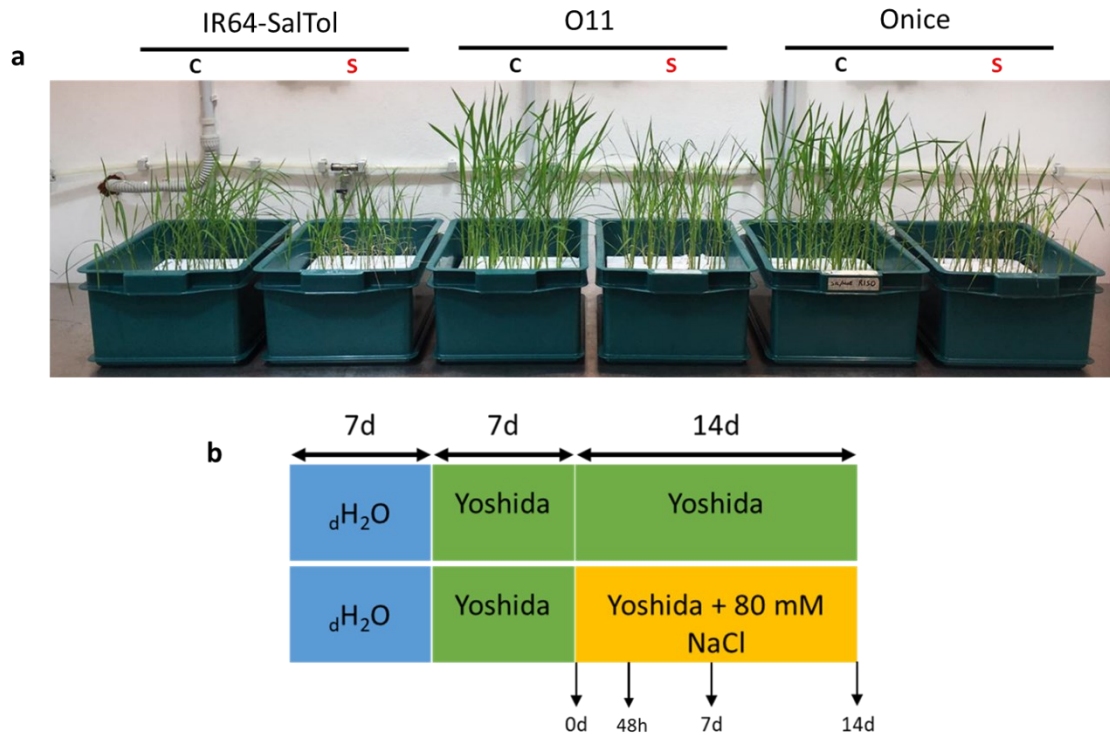 IR64-SalTol O11 Onice
a C S C S C S
RISO
b 7d 7d 14d
dH2O Yoshida Yoshida
dH2O Yoshida Yoshida + 80 mM
NaCl
0d 48h 7d 14d